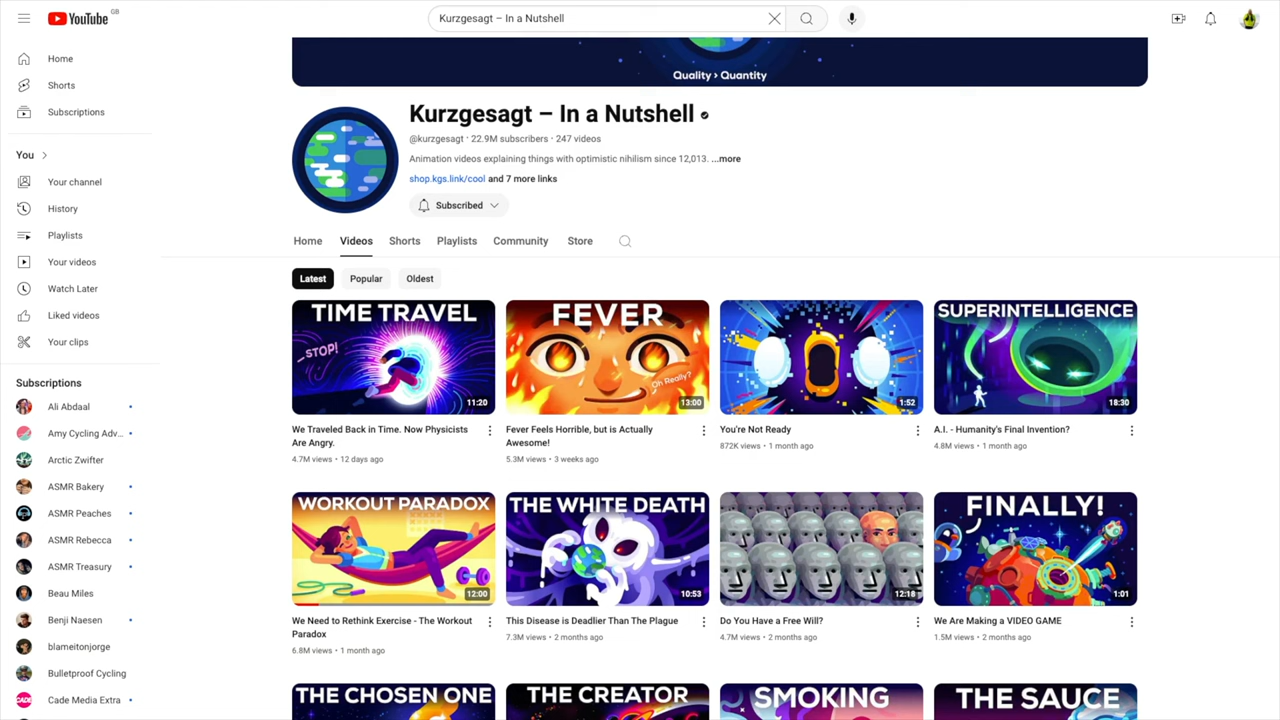 YouTube GB
Kurzgesagt – In a Nutshell
Quality > Quantity
Home
Shorts
Subscriptions
You
Your channel
History
Playlists
Your videos
Watch Later
Liked videos
Your clips
Subscriptions
Ali Abdaal
Amy Cycling Adv...
Arctic Zwifter
ASMR Bakery
ASMR Peaches
ASMR Rebecca
ASMR Treasury
Beau Miles
Benji Naesen
blameitonjorge
Bulletproof Cycling
Cade Media Extra
Kurzgesagt – In a Nutshell
@kurzgesagt · 22.9M subscribers · 247 videos
Animation videos explaining things with optimistic nihilism since 12,013. ...more
shop.kgs.link/cool and 7 more links
Subscribed
Home Videos Shorts Playlists Community Store
Latest Popular Oldest
TIME TRAVEL
STOP!
11:20
We Traveled Back in Time. Now Physicists
Are Angry.
4.7M views • 12 days ago
FEVER
Oh Really?
13:00
Fever Feels Horrible, but is Actually
Awesome!
5.3M views • 3 weeks ago
1:52
You're Not Ready
872K views • 1 month ago
SUPERINTELLIGENCE
18:30
A.I. - Humanity's Final Invention?
4.8M views • 1 month ago
WORKOUT PARADOX
12:00
We Need to Rethink Exercise - The Workout
Paradox
6.8M views • 1 month ago
THE WHITE DEATH
10:53
This Disease is Deadlier Than The Plague
7.3M views • 2 months ago
12:18
Do You Have a Free Will?
4.7M views • 2 months ago
FINALLY!
1:01
We Are Making a VIDEO GAME
1.5M views • 2 months ago
THE CHOSEN ONE
THE CREATOR
SMOKING
THE SAUCE